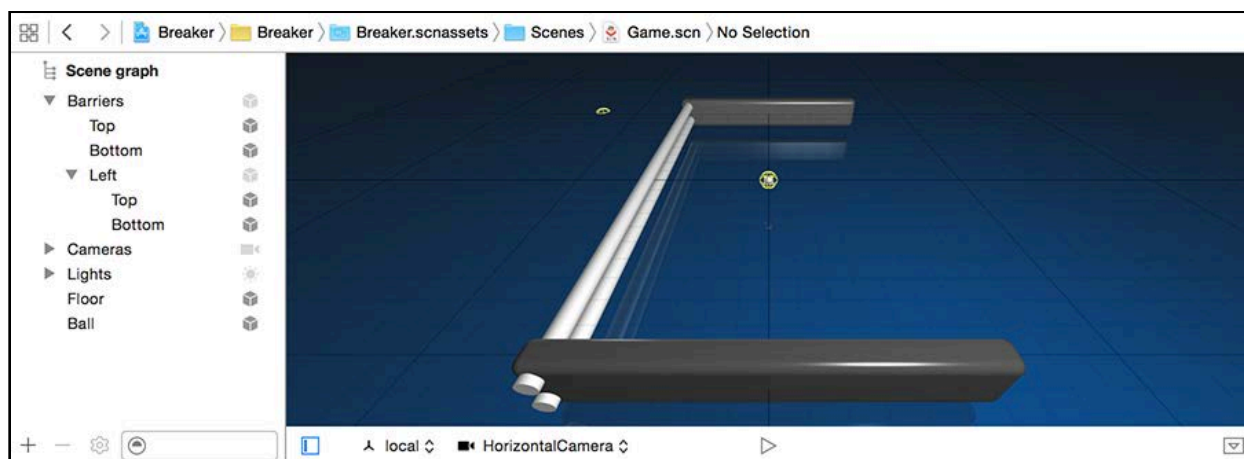 Breaker Breaker Breaker.scnassets Scenes Game.scn No Selection
Scene graph
Barriers
Top
Bottom
Left
Top
Bottom
Cameras
Lights
Floor
Ball
local HorizontalCamera